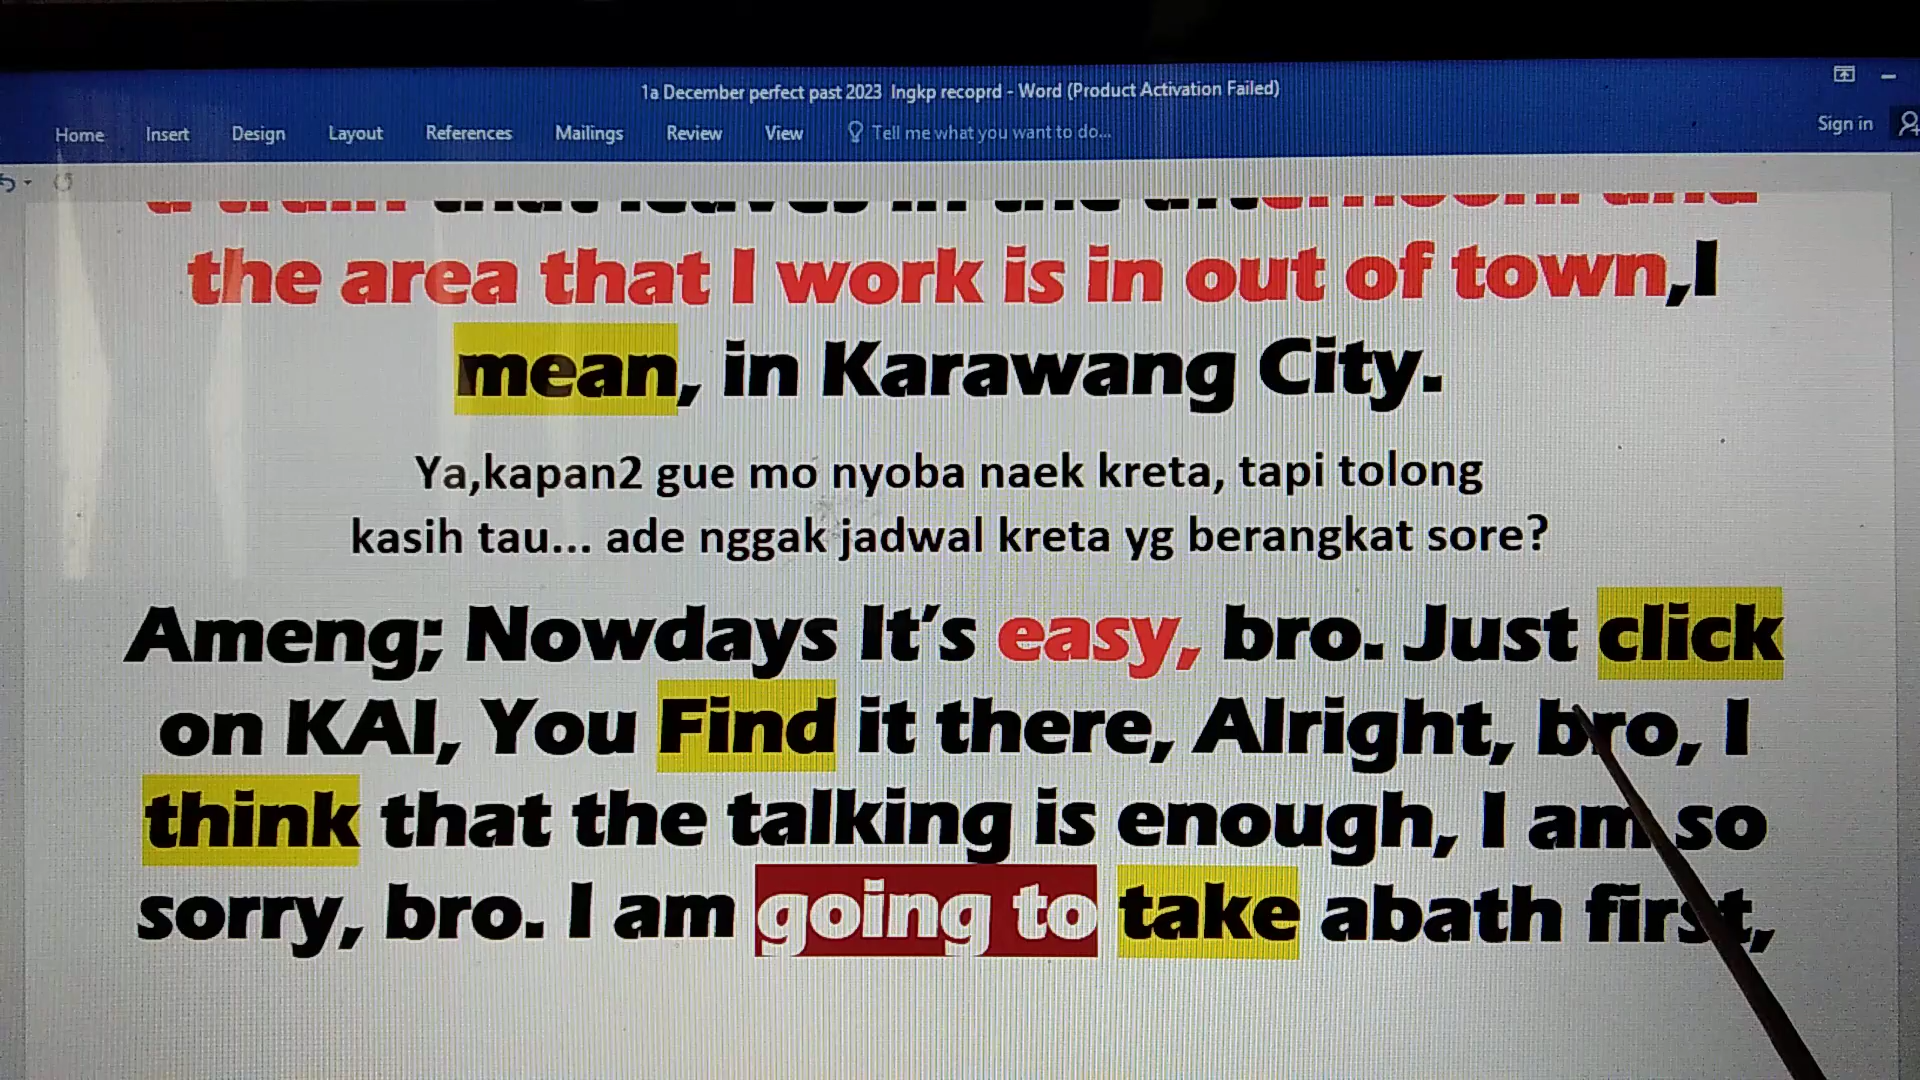 1a December perfect past 2023 Ingkp recoprd - Word (Product Activation Failed)
Home Insert Design Layout References Mailings Review View Tell me what you want to do... Sign in
the area that I work is in out of town,I
mean, in Karawang City.
Ya,kapan2 gue mo nyoba naek kreta, tapi tolong
kasih tau... ade nggak jadwal kreta yg berangkat sore?
Ameng; Nowdays It's easy, bro. Just click
on KAI, You Find it there, Alright, bro, I
think that the talking is enough, I am so
sorry, bro. I am going to take abath first,